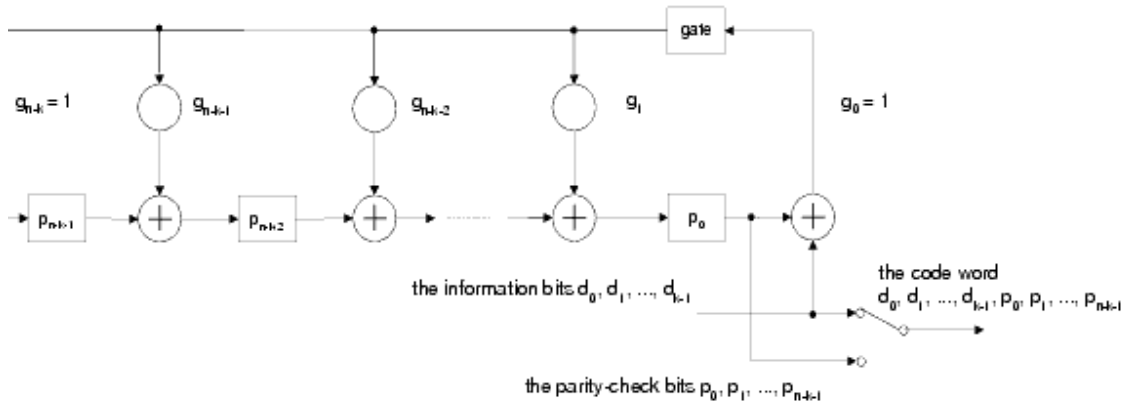 gate
g_{n-k} = 1
g_{n-k-1}
g_{n-k-2}
g_1
g_0 = 1
p_{n-k-1}
+
p_{n-k-2}
+
+
p_0
+
the information bits d_0, d_1, ..., d_{k-1}
the code word
d_0, d_1, ..., d_{k-1}, p_0, p_1, ..., p_{n-k-1}
the parity-check bits p_0, p_1, ..., p_{n-k-1}